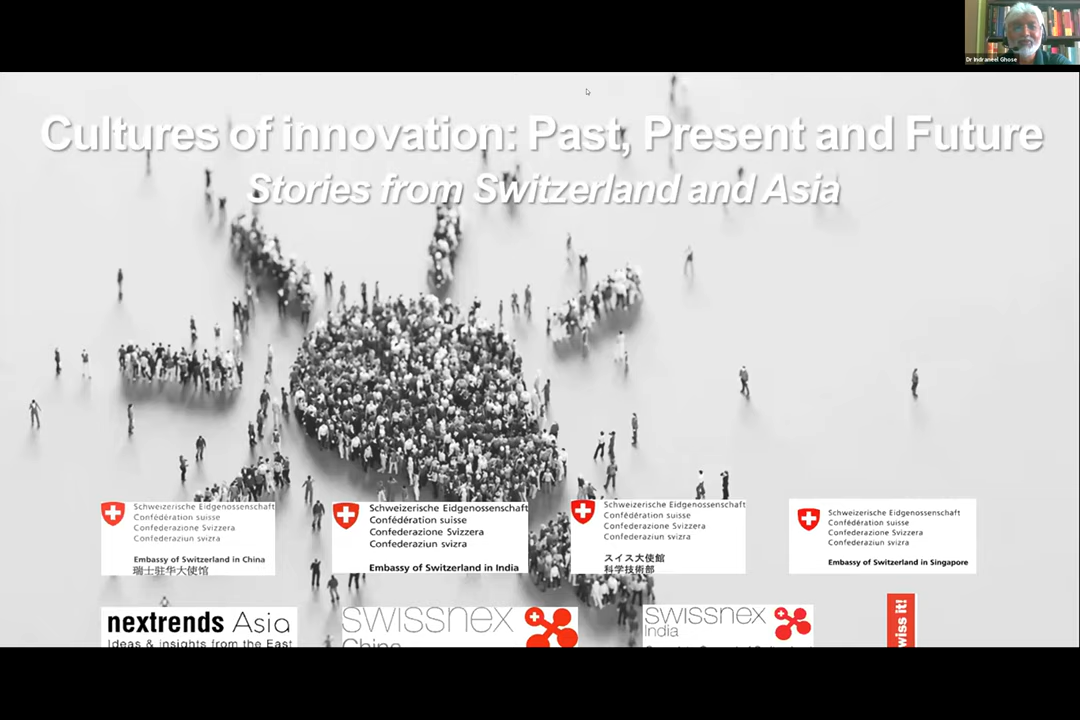 Dr Indraneel Ghose
Cultures of innovation: Past, Present and Future
Stories from Switzerland and Asia
Schweizerische Eidgenossenschaft
Confédération suisse
Confederazione Svizzera
Confederaziun svizra
Embassy of Switzerland in China
瑞士驻华大使馆
Schweizerische Eidgenossenschaft
Confédération suisse
Confederazione Svizzera
Confederaziun svizra
Embassy of Switzerland in India
Schweizerische Eidgenossenschaft
Confédération suisse
Confederazione Svizzera
Confederaziun svizra
スイス大使館
科学技術部
Schweizerische Eidgenossenschaft
Confédération suisse
Confederazione Svizzera
Confederaziun svizra
Embassy of Switzerland in Singapore
nextrends Asia
Ideas & insights from the East
swissnex
China
swissnex
India
wiss it!